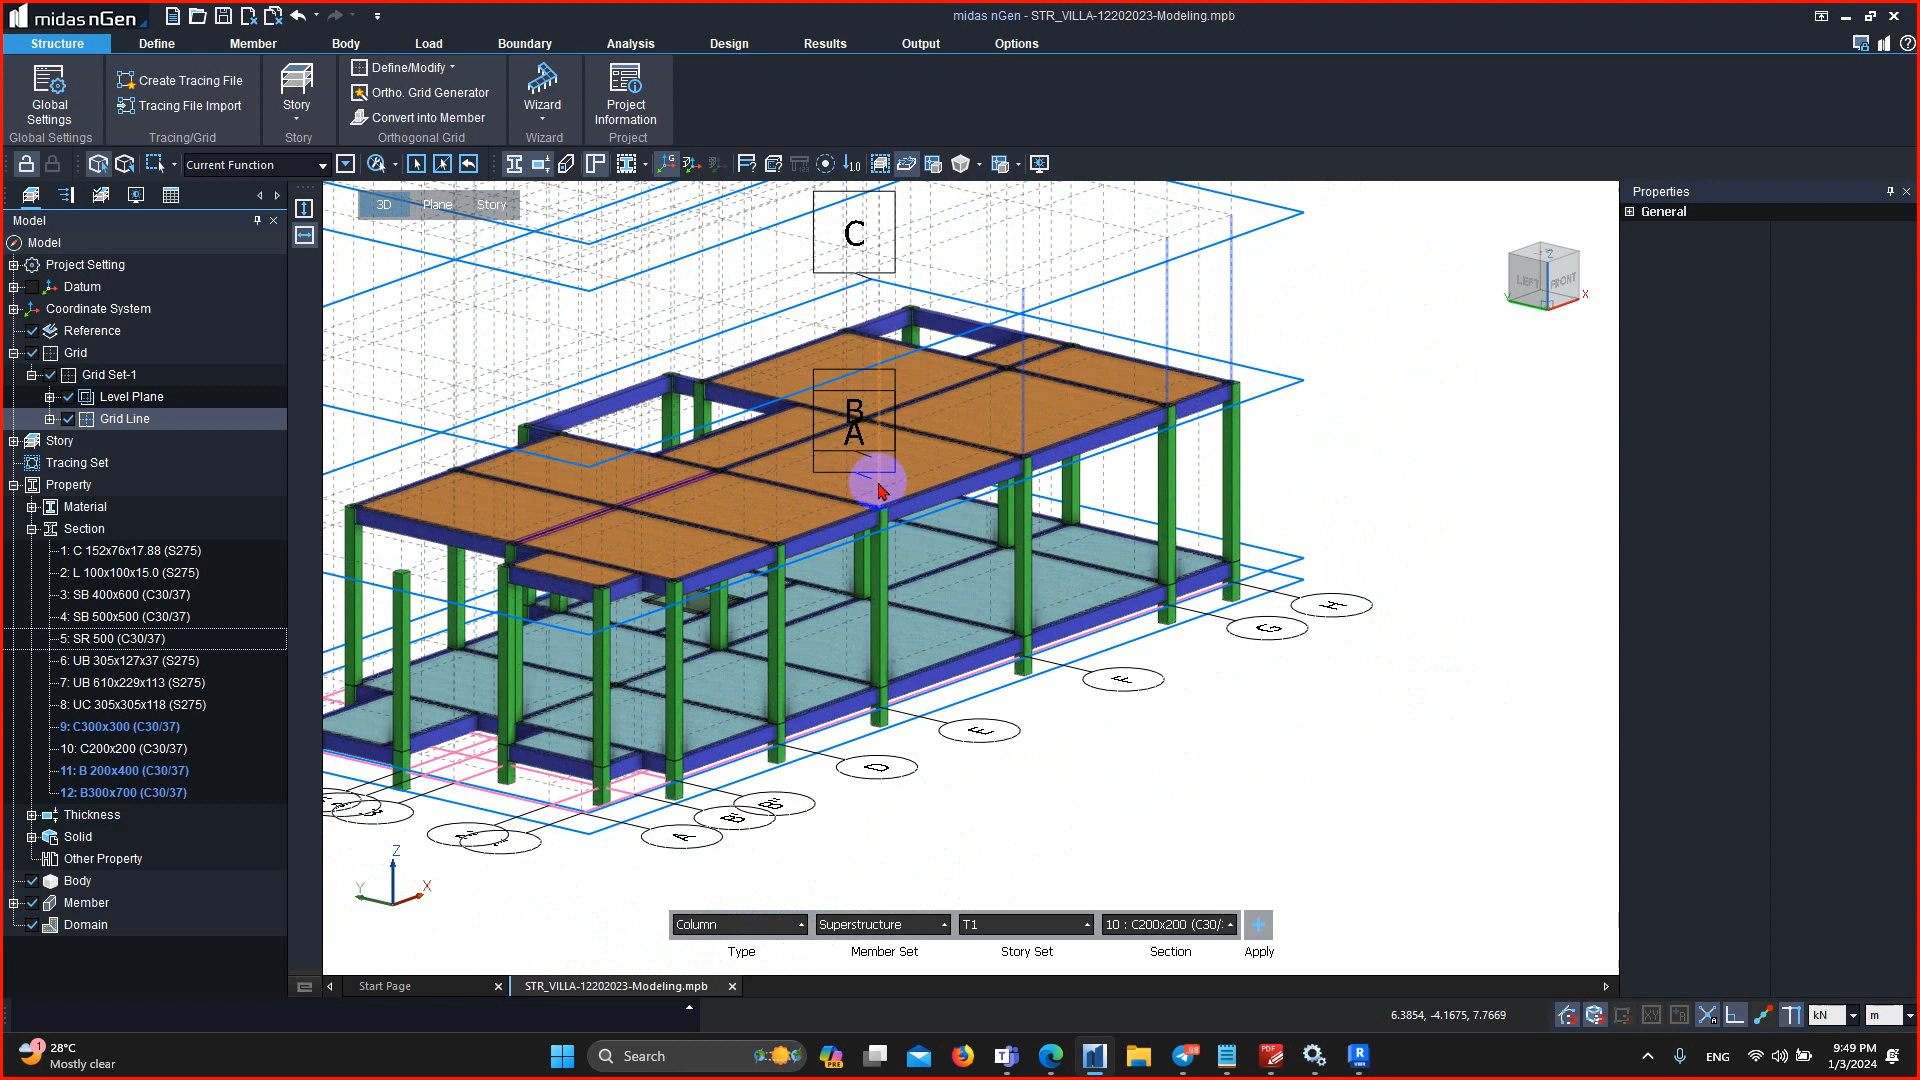 midas nGen
midas nGen - STR_VILLA-12202023-Modeling.mpb
Structure
Define
Member
Body
Load
Boundary
Analysis
Design
Results
Output
Options
Global Settings
Create Tracing File
Tracing File Import
Story
Define/Modify
Ortho. Grid Generator
Convert into Member
Wizard
Project Information
Global Settings
Tracing/Grid
Story
Orthogonal Grid
Wizard
Project
Current Function
1.0
Model
Model
Project Setting
Datum
Coordinate System
Reference
Grid
Grid Set-1
Level Plane
Grid Line
Story
Tracing Set
Property
Material
Section
1: C 152x76x17.88 (S275)
2: L 100x100x15.0 (S275)
3: SB 400x600 (C30/37)
4: SB 500x500 (C30/37)
5: SR 500 (C30/37)
6: UB 305x127x37 (S275)
7: UB 610x229x113 (S275)
8: UC 305x305x118 (S275)
9: C300x300 (C30/37)
10: C200x200 (C30/37)
11: B 200x400 (C30/37)
12: B300x700 (C30/37)
Thickness
Solid
Other Property
Body
Member
Domain
3D
Plane
Story
C
B
A
H
G
F
E
D
A
LEFT
FRONT
Z
Y
X
Z
Y
X
Column
Superstructure
T1
10 : C200x200 (C30/:
Type
Member Set
Story Set
Section
Apply
Start Page
STR_VILLA-12202023-Modeling.mpb
Properties
General
6.3854, -4.1675, 7.7669
kN
m
28°C
Mostly clear
1
Search
PRE
98
PDF
R
ENG
9:49 PM
1/3/2024